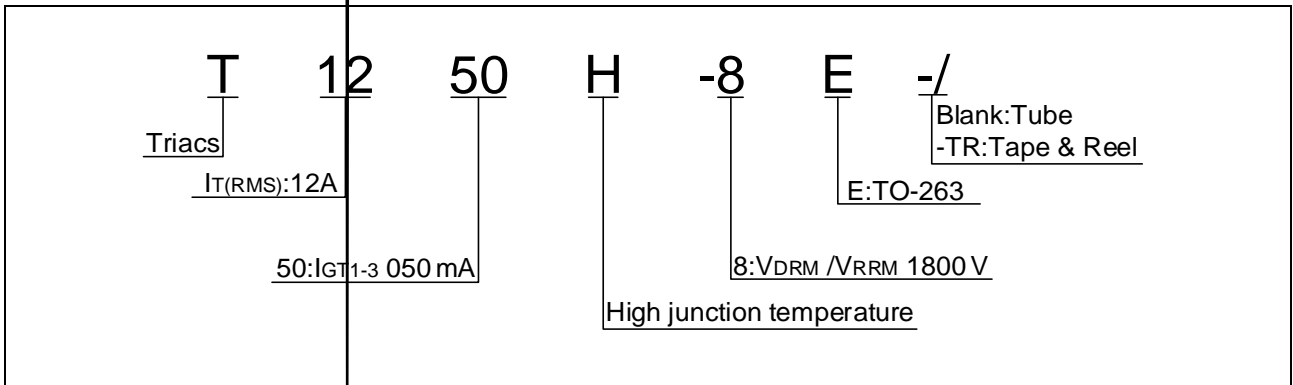 T 12 50 H -8 E -/
Blank:Tube
Triacs
-TR:Tape & Reel
IT(RMS):12A
E:TO-263
50:IGT1-3 050 mA
8:VDRM /VRRM 1800 V
High junction temperature